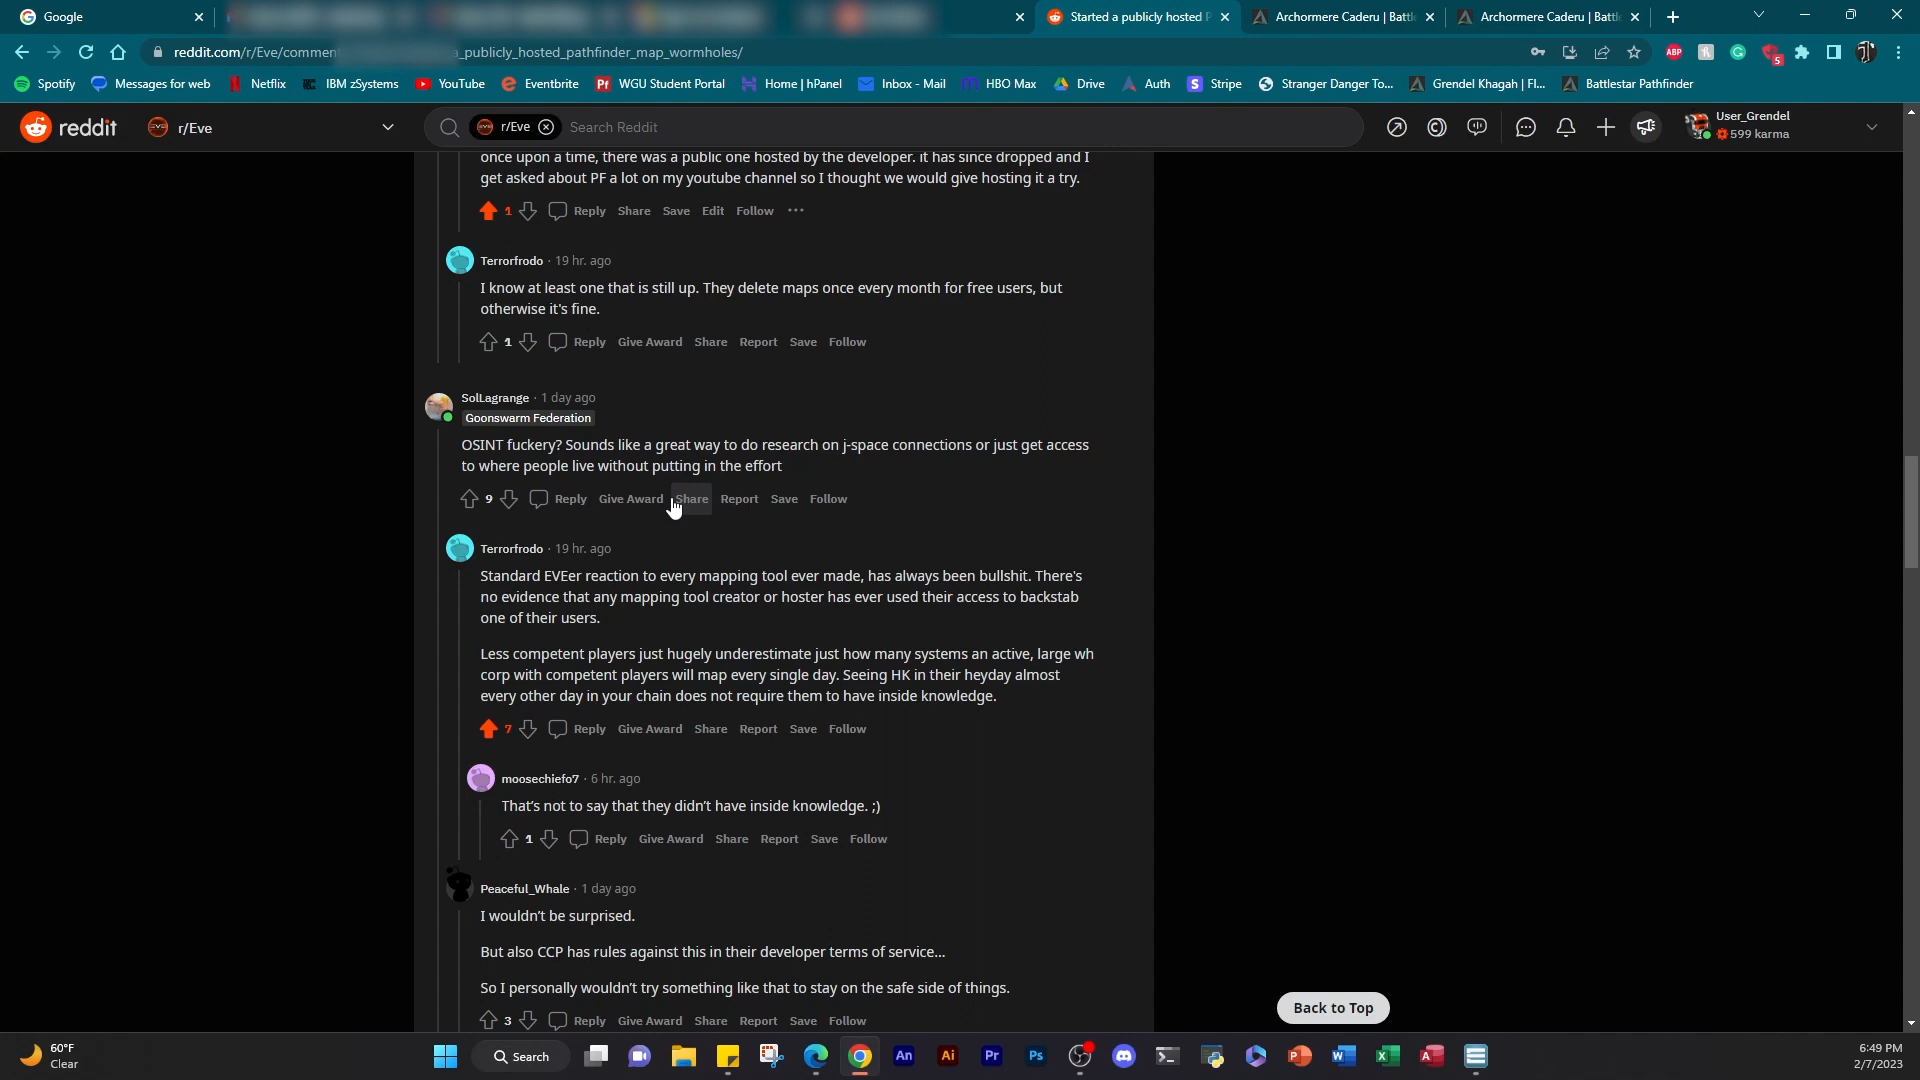 Google
Started a publicly hosted P
Archormere Caderu | Battl
Archormere Caderu | Battl
reddit.com/r/Eve/commen
a_publicly_hosted_pathfinder_map_wormholes/
ABP
5
Spotify
Messages for web
Netflix
IBM zSystems
YouTube
Eventbrite
WGU Student Portal
Home | hPanel
Inbox - Mail
HBO Max
Drive
Auth
Stripe
Stranger Danger To...
Grendel Khagah | Fl...
Battlestar Pathfinder
reddit
r/Eve
r/Eve
Search Reddit
User_Grendel
599 karma
once upon a time, there was a public one hosted by the developer. it has since dropped and I
get asked about PF a lot on my youtube channel so I thought we would give hosting it a try.
1 Reply Share Save Edit Follow ...
Terrorfrodo · 19 hr. ago
I know at least one that is still up. They delete maps once every month for free users, but
otherwise it's fine.
1 Reply Give Award Share Report Save Follow
SolLagrange · 1 day ago
Goonswarm Federation
OSINT fuckery? Sounds like a great way to do research on j-space connections or just get access
to where people live without putting in the effort
9 Reply Give Award Share Report Save Follow
Terrorfrodo · 19 hr. ago
Standard EVEer reaction to every mapping tool ever made, has always been bullshit. There's
no evidence that any mapping tool creator or hoster has ever used their access to backstab
one of their users.
Less competent players just hugely underestimate just how many systems an active, large wh
corp with competent players will map every single day. Seeing HK in their heyday almost
every other day in your chain does not require them to have inside knowledge.
7 Reply Give Award Share Report Save Follow
moosechief07 · 6 hr. ago
That's not to say that they didn't have inside knowledge. ;)
1 Reply Give Award Share Report Save Follow
Peaceful_Whale · 1 day ago
I wouldn't be surprised.
But also CCP has rules against this in their developer terms of service...
So I personally wouldn't try something like that to stay on the safe side of things.
3 Reply Give Award Share Report Save Follow
Back to Top
60°F
Clear
Search
An
Ai
Pr
Ps
6:49 PM
2/7/2023